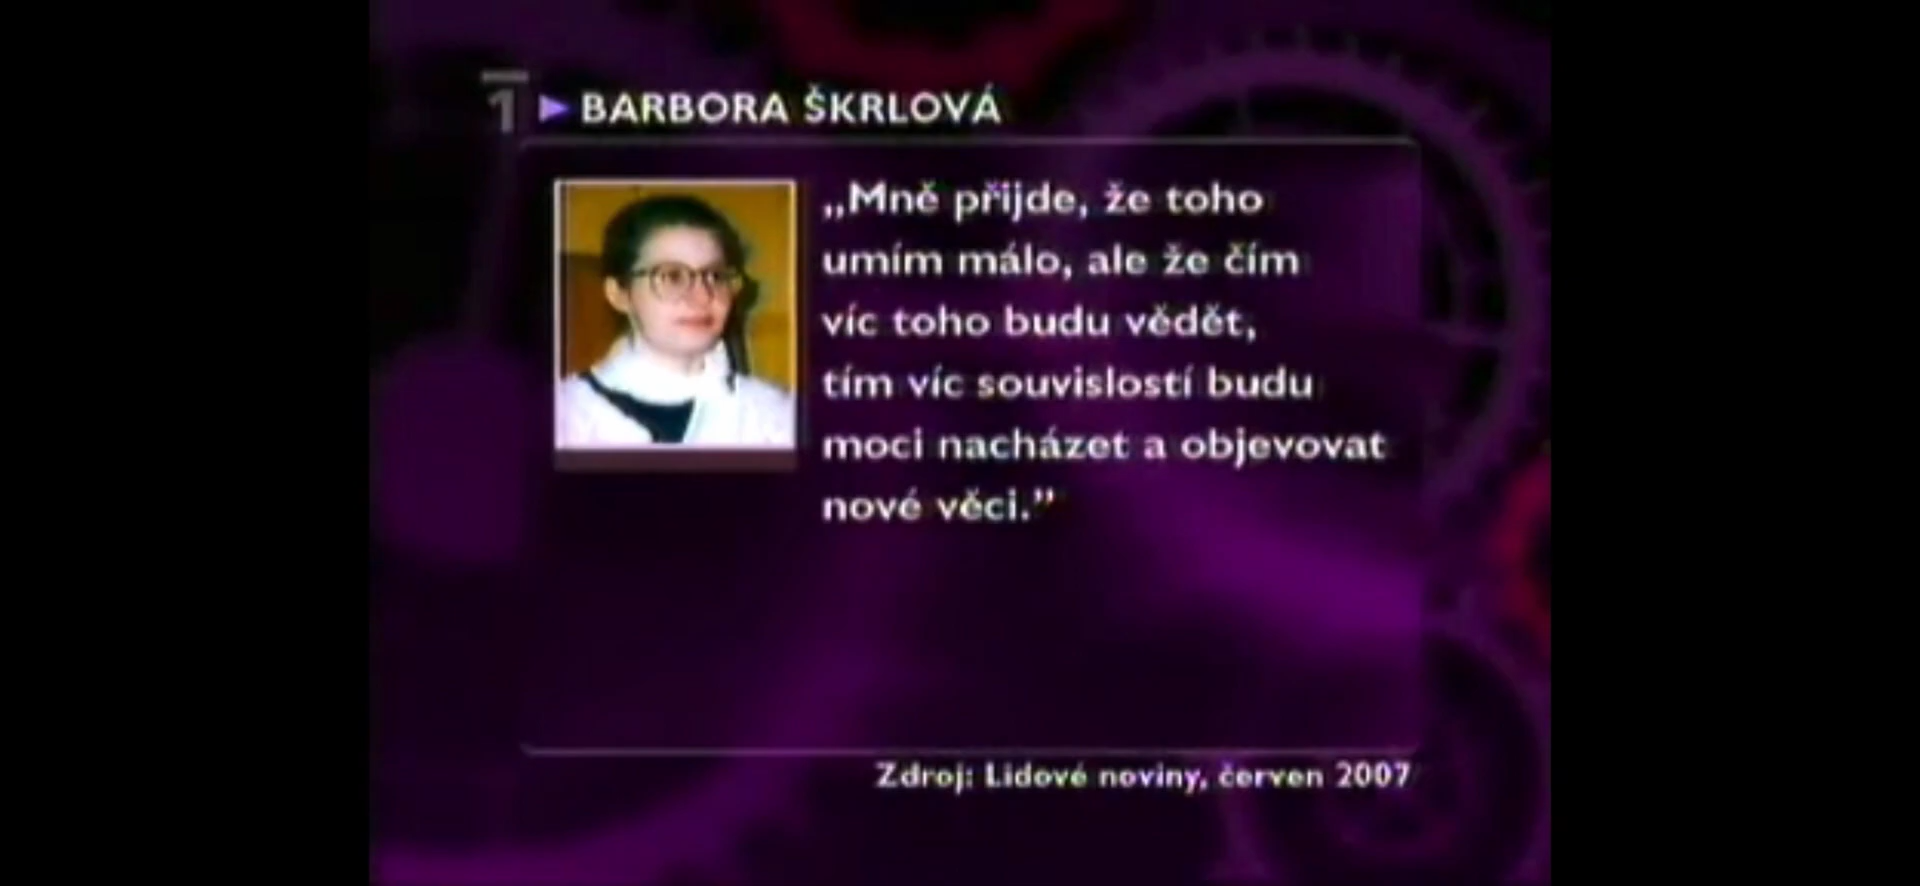 1 ▶ BARBORA ŠKRLOVÁ
„Mně přijde, že toho
umím málo, ale že čím
víc toho budu vědět,
tím víc souvislostí budu
moci nacházet a objevovat
nové věci.”
Zdroj: Lidové noviny, červen 2007